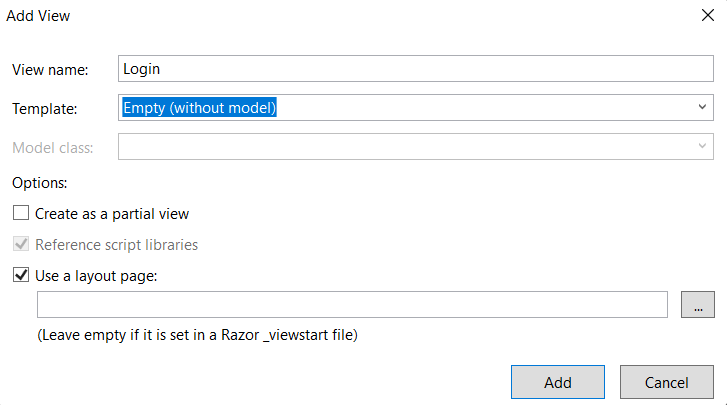 Add View
View name: Login
Template: Empty (without model)
Model class:
Options:
Create as a partial view
Reference script libraries
Use a layout page:
...
(Leave empty if it is set in a Razor _viewstart file)
Add Cancel